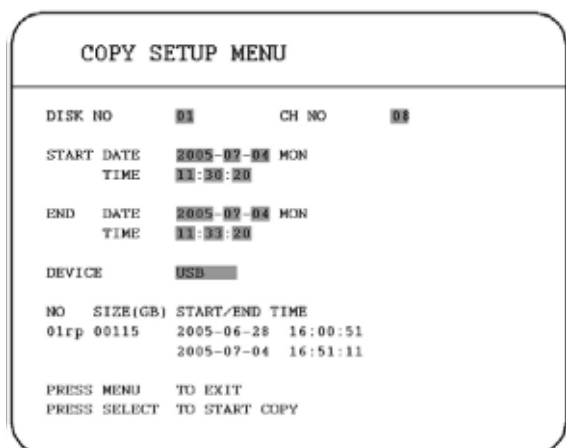 COPY SETUP MENU
DISK NO 01 CH NO 08
START DATE 2005-07-04 MON
TIME 11:30:20
END DATE 2005-07-04 MON
TIME 11:33:20
DEVICE USB
NO SIZE(GB) START/END TIME
01rp 00115 2005-06-28 16:00:51
2005-07-04 16:51:11
PRESS MENU TO EXIT
PRESS SELECT TO START COPY